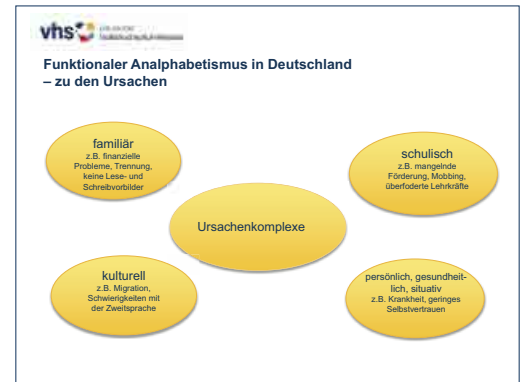 vhs
Funktionaler Analphabetismus in Deutschland
– zu den Ursachen
familiär
z.B. finanzielle
Probleme, Trennung,
keine Lese- und
Schreibvorbilder
schulisch
z.B. mangelnde
Förderung, Mobbing,
überfoderte Lehrkräfte
Ursachenkomplexe
kulturell
z.B. Migration,
Schwierigkeiten mit
der Zweitsprache
persönlich, gesundheit-
lich, situativ
z.B. Krankheit, geringes
Selbstvertrauen